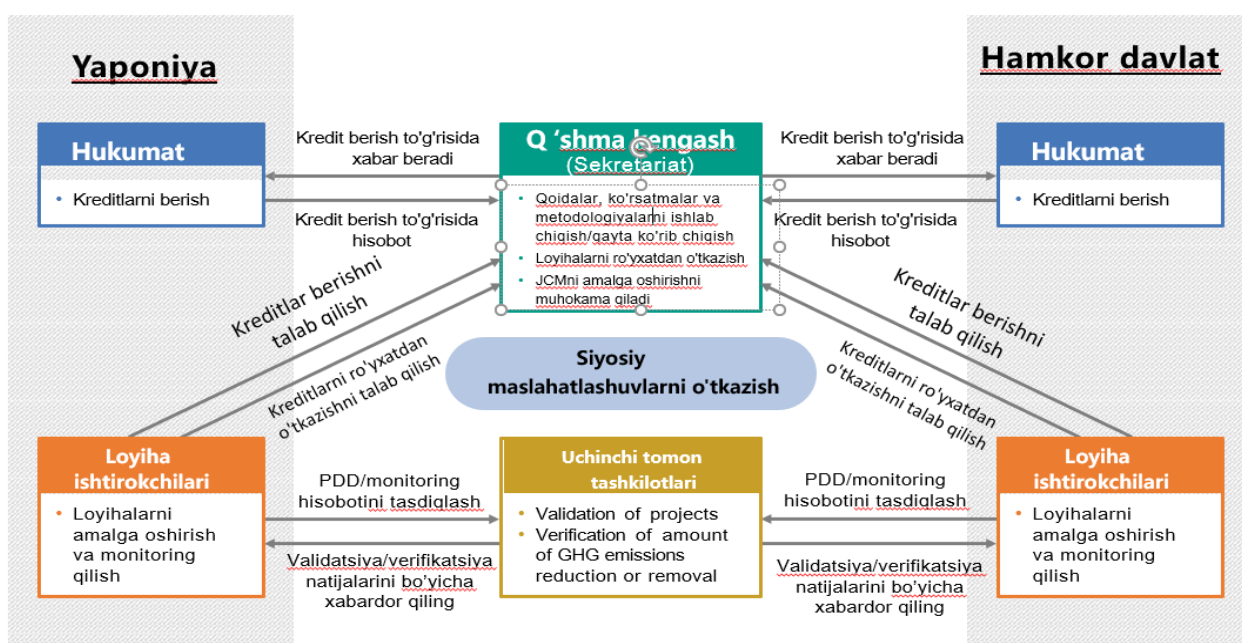 Yaponiya
Hamkor davlat
Hukumat
• Kreditlarni berish
Kredit berish to'g'risida
xabar beradi
Kredit berish to'g'risida
hisobot
Q ‘shma kengash
(Sekretariat)
• Qoidalar, ko'rsatmalar va
metodologiyalarni ishlab
chiqish/qayta ko'rib chiqish
• Loyihalarni ro'yxatdan o'tkazish
• JCMni amalga oshirishni
muhokama qiladi
Kredit berish to'g'risida
xabar beradi
Kredit berish to'g'risida
hisobot
Hukumat
• Kreditlarni berish
Kreditlar berishni
talab qilish
Kreditlarni ro'yxatdan
o'tkazishni talab qilish
Siyosiy
maslahatlashuvlarni o'tkazish
Kreditlar berishni
talab qilish
Kreditlarni ro'yxatdan
o'tkazishni talab qilish
Loyiha
ishtirokchilari
• Loyihalarni
amalga oshirish
va monitoring
qilish
PDD/monitoring
hisobotini tasdiqlash
Validatsiya/verifikatsiya
natijalarini bo’yicha
xabardor qiling
Uchinchi tomon
tashkilotlari
• Validation of projects
• Verification of amount
of GHG emissions
reduction or removal
PDD/monitoring
hisobotini tasdiqlash
Validatsiya/verifikatsiya
natijalarini bo’yicha
xabardor qiling
Loyiha
ishtirokchilari
• Loyihalarni
amalga oshirish
va monitoring
qilish